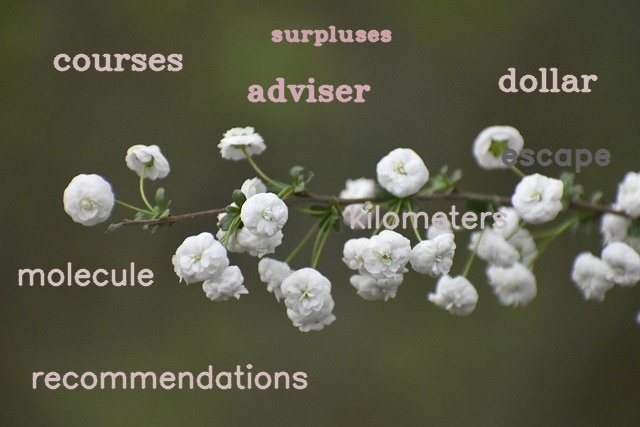 surpluses
courses
adviser
dollar
escape
Kilometers
molecule
recommendations